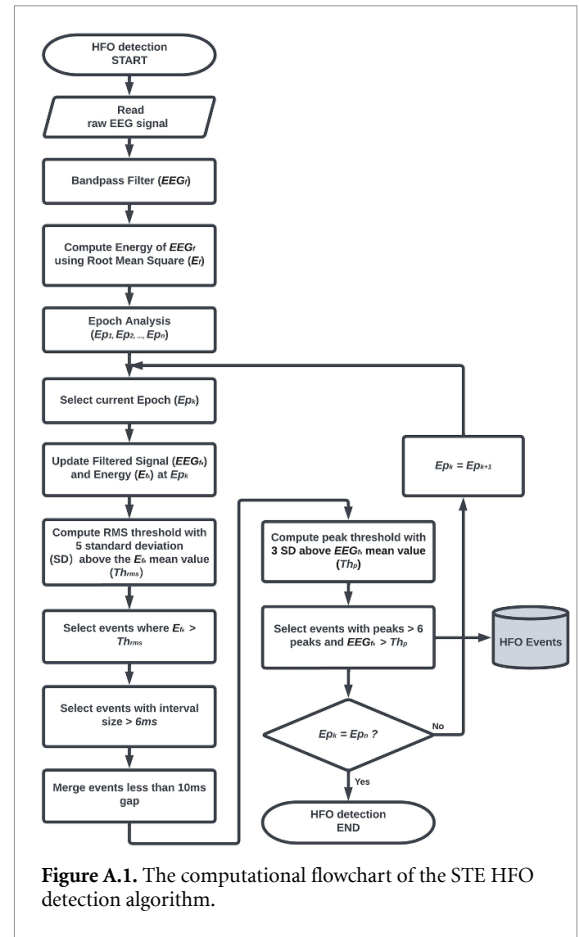 HFO detection
START
Read
raw EEG signal
Bandpass Filter (EEGf)
Compute Energy of EEGf
using Root Mean Square (Ef)
Epoch Analysis
(Ep1, Ep2, ..., Epn)
Select current Epoch (Epk)
Update Filtered Signal (EEGfk)
and Energy (Efk) at Epk
Compute RMS threshold with
5 standard deviation
(SD) above the Efk mean value
(Thrms)
Select events where Efk >
Thrms
Select events with interval
size > 6ms
Merge events less than 10ms
gap
Compute peak threshold with
3 SD above EEGfk mean value
(Thp)
Select events with peaks > 6
peaks and EEGfk > Thp
HFO Events
Epk = Epn ?
No
Epk = Epk+1
Yes
HFO detection
END
Figure A.1. The computational flowchart of the STE HFO
detection algorithm.